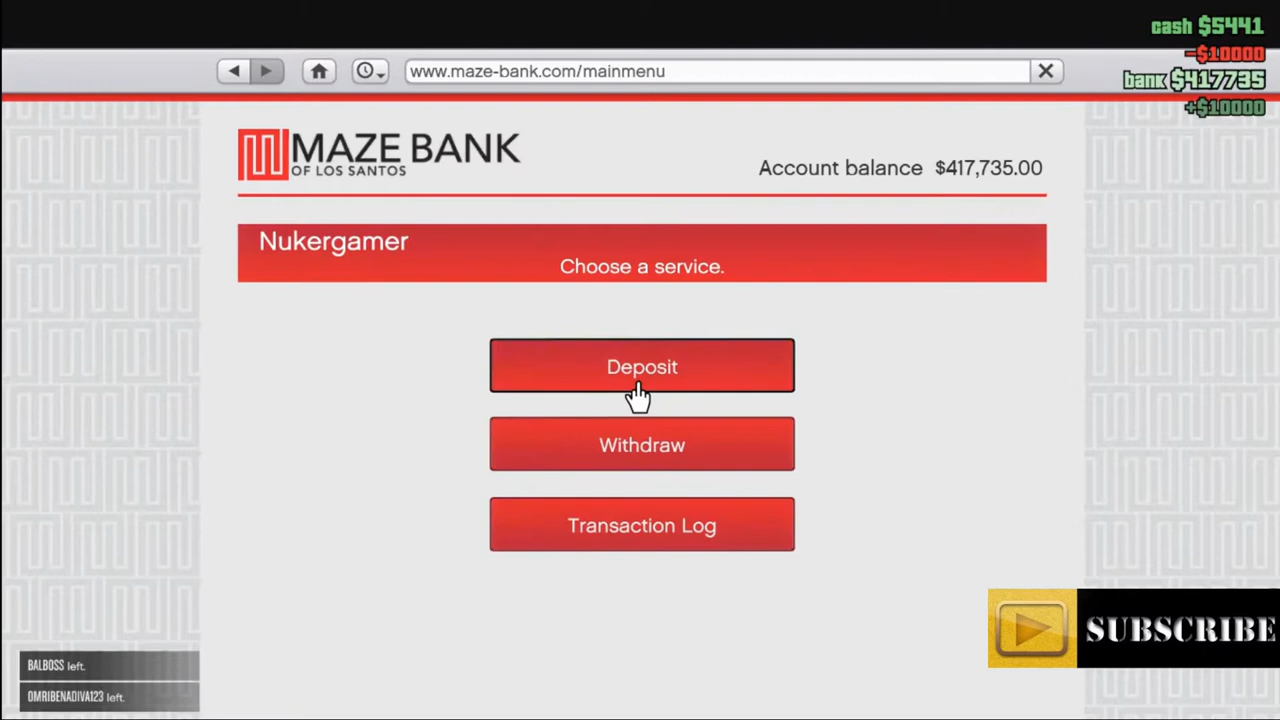 cash $5441
-$10000
bank $417735
+$10000
www.maze-bank.com/mainmenu
MAZE BANK
OF LOS SANTOS
Account balance $417,735.00
Nukergamer
Choose a service.
Deposit
Withdraw
Transaction Log
SUBSCRIBE
BALBOSS left.
OMRIBENADIVA123 left.